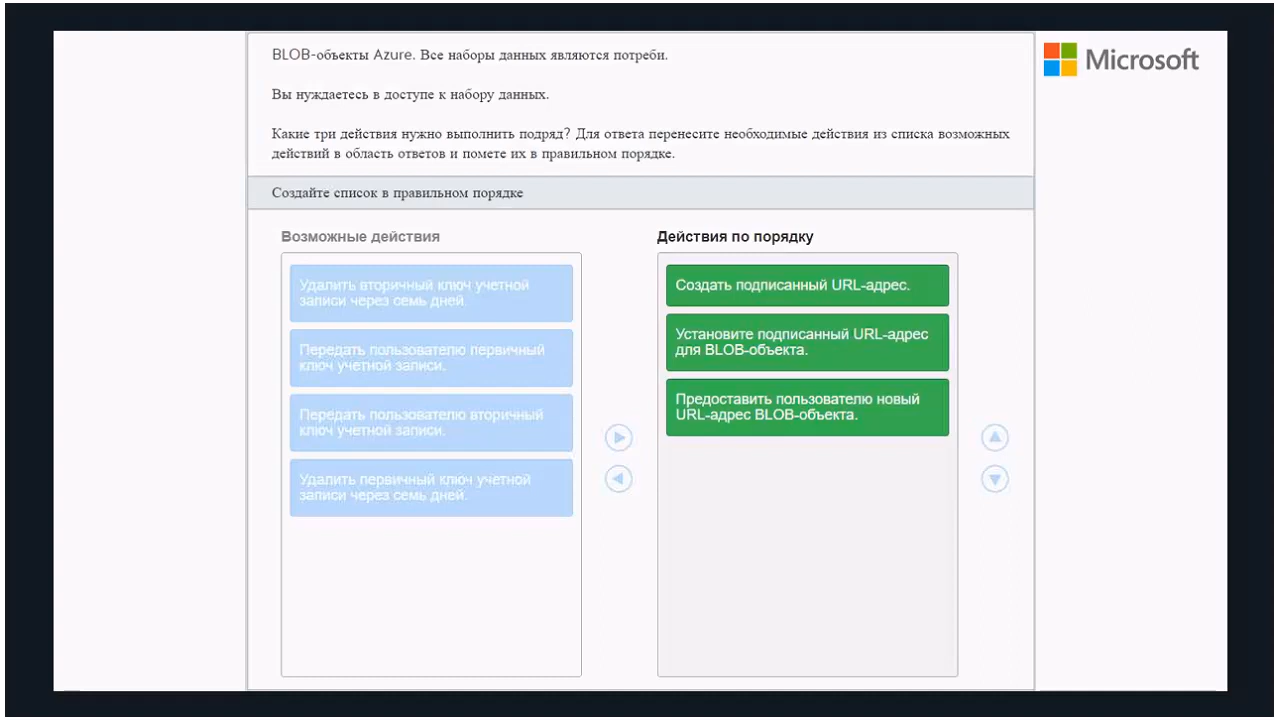 BLOB-объекты Azure. Все наборы данных являются потреби.
Microsoft
Вы нуждаетесь в доступе к набору данных.
Какие три действия нужно выполнить подряд? Для ответа перенесите необходимые действия из списка возможных
действий в область ответов и помете их в правильном порядке.
Создайте список в правильном порядке
Возможные действия
Удалить вторичный ключ учетной
записи через семь дней.
Передать пользователю первичный
ключ учетной записи.
Передать пользователю вторичный
ключ учетной записи.
Удалить первичный ключ учетной
записи через семь дней.
Действия по порядку
Создать подписанный URL-адрес.
Установите подписанный URL-адрес
для BLOB-объекта.
Предоставить пользователю новый
URL-адрес BLOB-объекта.